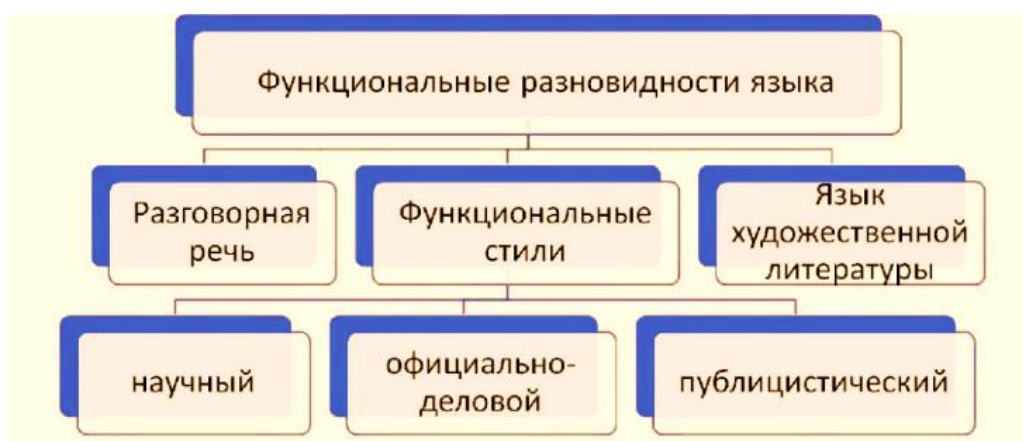 Функциональные разновидности языка
Разговорная
речь
Функциональные
стили
Язык
художественной
литературы
научный
официально-
деловой
публицистический